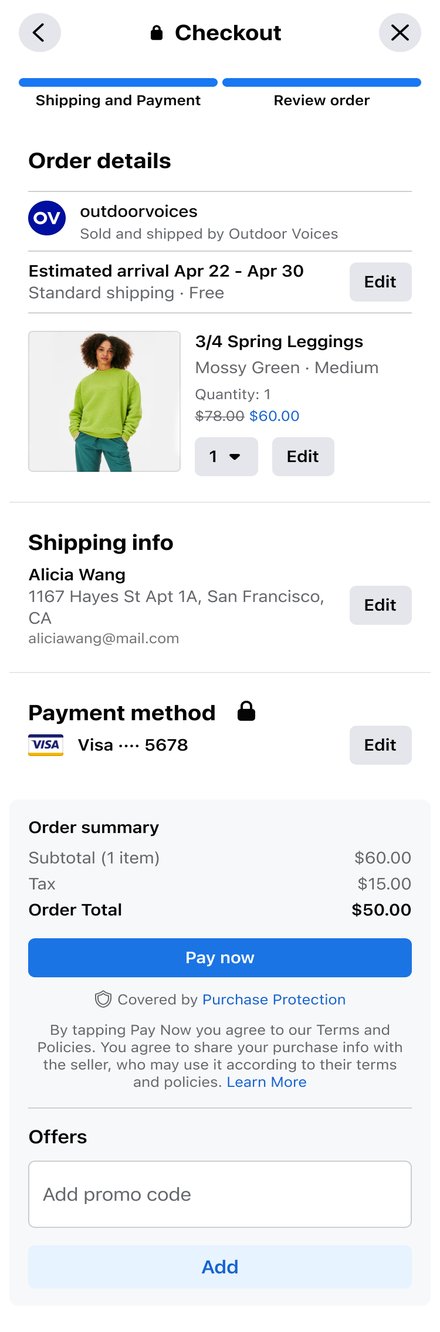 Checkout
Shipping and Payment
Review order
Order details
OV
outdoorvoices
Sold and shipped by Outdoor Voices
Estimated arrival Apr 22 - Apr 30
Standard shipping · Free
Edit
3/4 Spring Leggings
Mossy Green · Medium
Quantity: 1
$78.00 $60.00
1
Edit
Shipping info
Alicia Wang
1167 Hayes St Apt 1A, San Francisco,
CA
aliciawang@mail.com
Edit
Payment method
VISA
Visa ···· 5678
Edit
Order summary
Subtotal (1 item) $60.00
Tax $15.00
Order Total $50.00
Pay now
Covered by Purchase Protection
By tapping Pay Now you agree to our Terms and
Policies. You agree to share your purchase info with
the seller, who may use it according to their terms
and policies. Learn More
Offers
Add promo code
Add